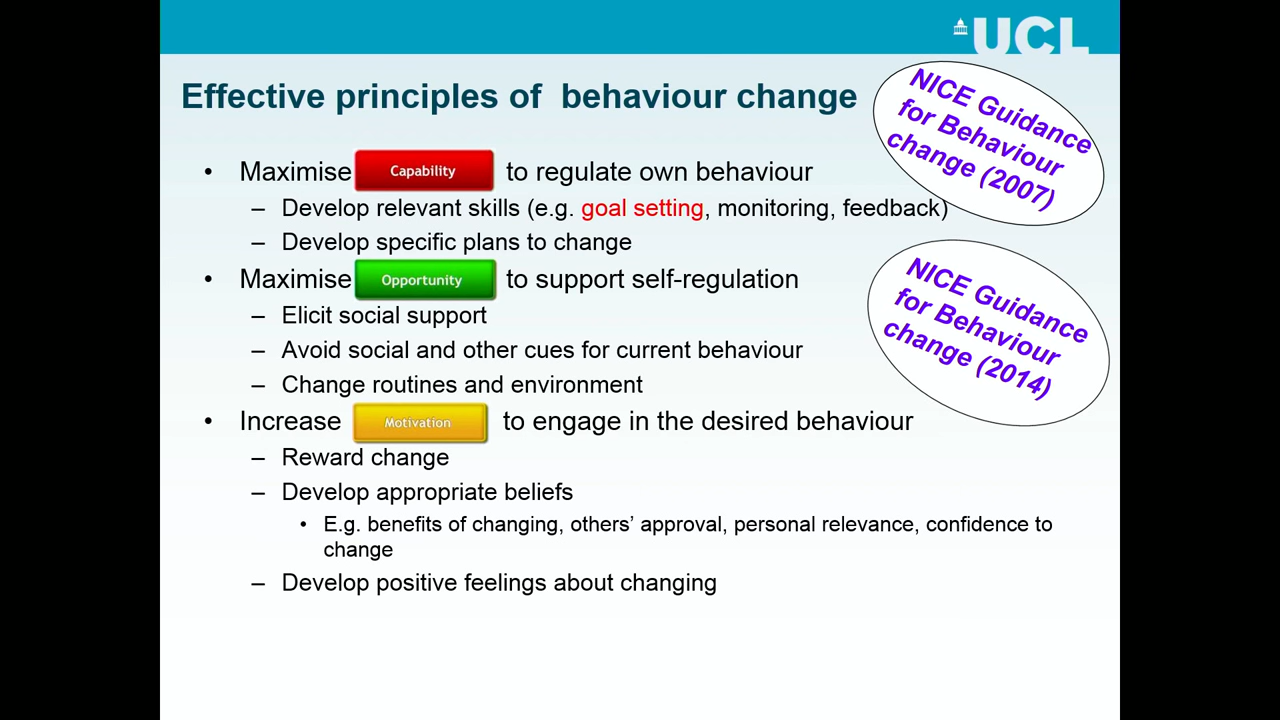 UCL
Effective principles of behaviour change
NICE Guidance
for Behaviour
change (2007)
• Maximise Capability to regulate own behaviour
– Develop relevant skills (e.g. goal setting, monitoring, feedback)
– Develop specific plans to change
• Maximise Opportunity to support self-regulation
NICE Guidance
for Behaviour
change (2014)
– Elicit social support
– Avoid social and other cues for current behaviour
– Change routines and environment
• Increase Motivation to engage in the desired behaviour
– Reward change
– Develop appropriate beliefs
• E.g. benefits of changing, others’ approval, personal relevance, confidence to
change
– Develop positive feelings about changing